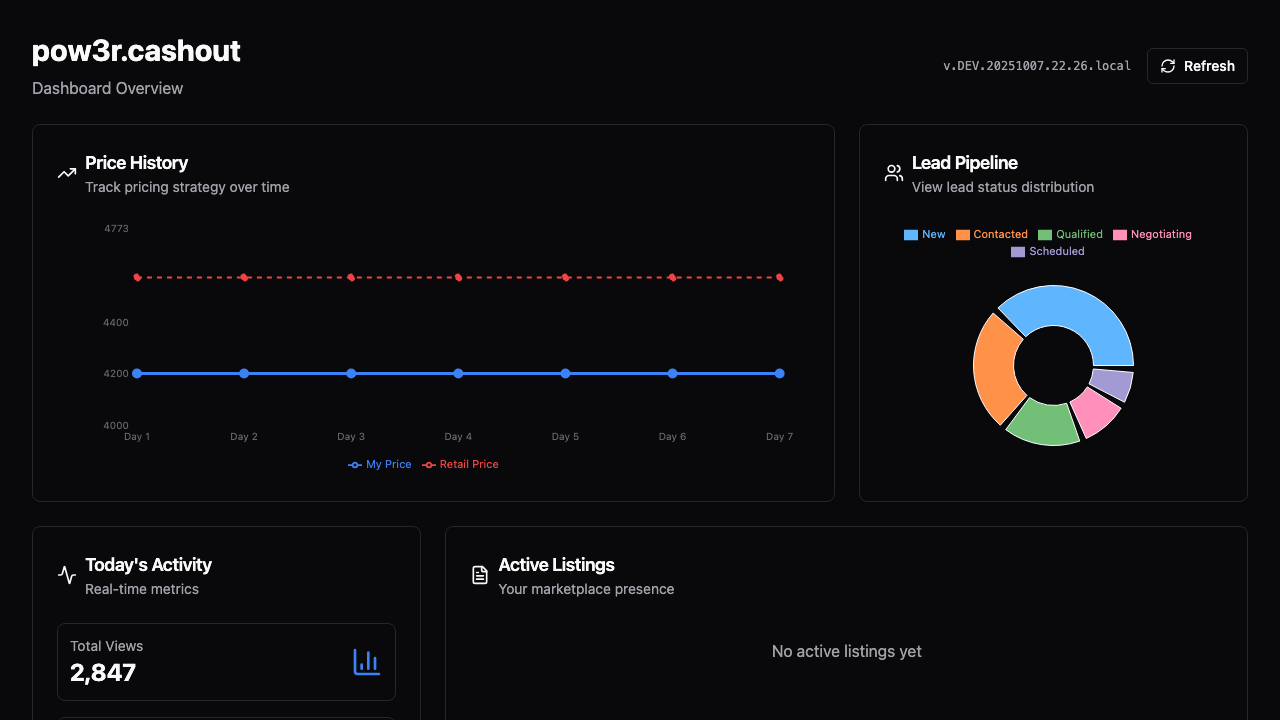 pow3r.cashout
Dashboard Overview
v.DEV.20251007.22.26.local
Refresh
Price History
Track pricing strategy over time
4773
4400
4200
4000
Day 1 Day 2 Day 3 Day 4 Day 5 Day 6 Day 7
My Price Retail Price
Lead Pipeline
View lead status distribution
New Contacted Qualified Negotiating
Scheduled
Today's Activity
Real-time metrics
Total Views
2,847
Active Listings
Your marketplace presence
No active listings yet